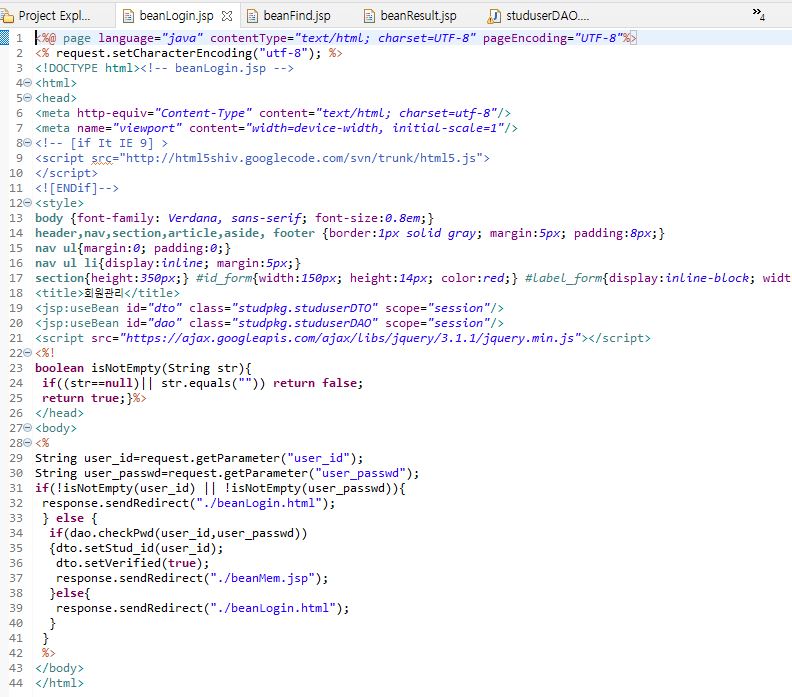 Project Expl... beanLogin.jsp beanFind.jsp beanResult.jsp studuserDAO.... »4
1 <%@ page language="java" contentType="text/html; charset=UTF-8" pageEncoding="UTF-8"%>
2 <% request.setCharacterEncoding("utf-8"); %>
3 <!DOCTYPE html><!-- beanLogin.jsp -->
4 <html>
5 <head>
6 <meta http-equiv="Content-Type" content="text/html; charset=utf-8"/>
7 <meta name="viewport" content="width=device-width, initial-scale=1"/>
8 <!-- [if It IE 9] >
9 <script src="http://html5shiv.googlecode.com/svn/trunk/html5.js">
10 </script>
11 <![ENDif]-->
12 <style>
13 body {font-family: Verdana, sans-serif; font-size:0.8em;}
14 header,nav,section,article,aside, footer {border:1px solid gray; margin:5px; padding:8px;}
15 nav ul{margin:0; padding:0;}
16 nav ul li{display:inline; margin:5px;}
17 section{height:350px;} #id_form{width:150px; height:14px; color:red;} #label_form{display:inline-block; widt
18 <title>회원관리</title>
19 <jsp:useBean id="dto" class="studpkg.studuserDTO" scope="session"/>
20 <jsp:useBean id="dao" class="studpkg.studuserDAO" scope="session"/>
21 <script src="https://ajax.googleapis.com/ajax/libs/jquery/3.1.1/jquery.min.js"></script>
22 <%!
23 boolean isNotEmpty(String str){
24 if((str==null)|| str.equals("")) return false;
25 return true;}%>
26 </head>
27 <body>
28 <%
29 String user_id=request.getParameter("user_id");
30 String user_passwd=request.getParameter("user_passwd");
31 if(!isNotEmpty(user_id) || !isNotEmpty(user_passwd)){
32 response.sendRedirect("./beanLogin.html");
33 } else {
34 if(dao.checkPwd(user_id,user_passwd))
35 {dto.setStud_id(user_id);
36 dto.setVerified(true);
37 response.sendRedirect("./beanMem.jsp");
38 }else{
39 response.sendRedirect("./beanLogin.html");
40 }
41 }
42 %>
43 </body>
44 </html>